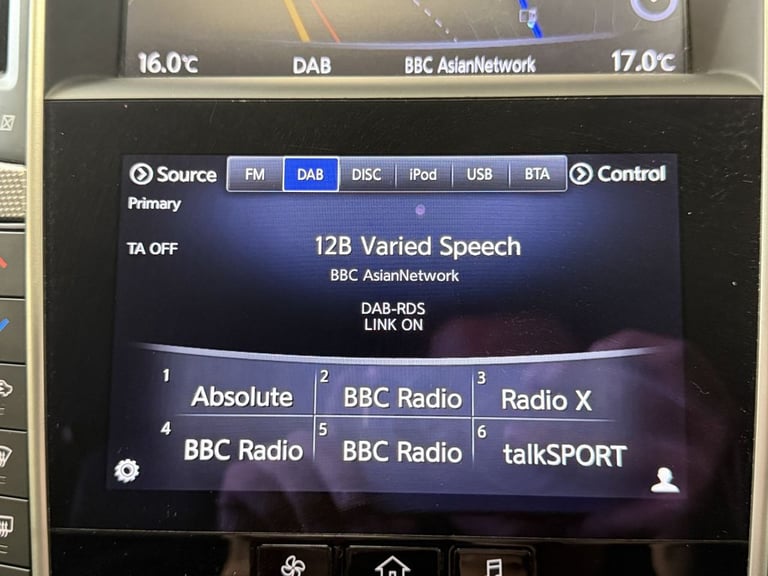 16.0°C DAB BBC AsianNetwork 17.0°C
Source FM DAB DISC iPod USB BTA Control
Primary
TA OFF 12B Varied Speech
BBC AsianNetwork
DAB-RDS
LINK ON
1 Absolute 2 BBC Radio 3 Radio X
4 BBC Radio 5 BBC Radio 6 talkSPORT